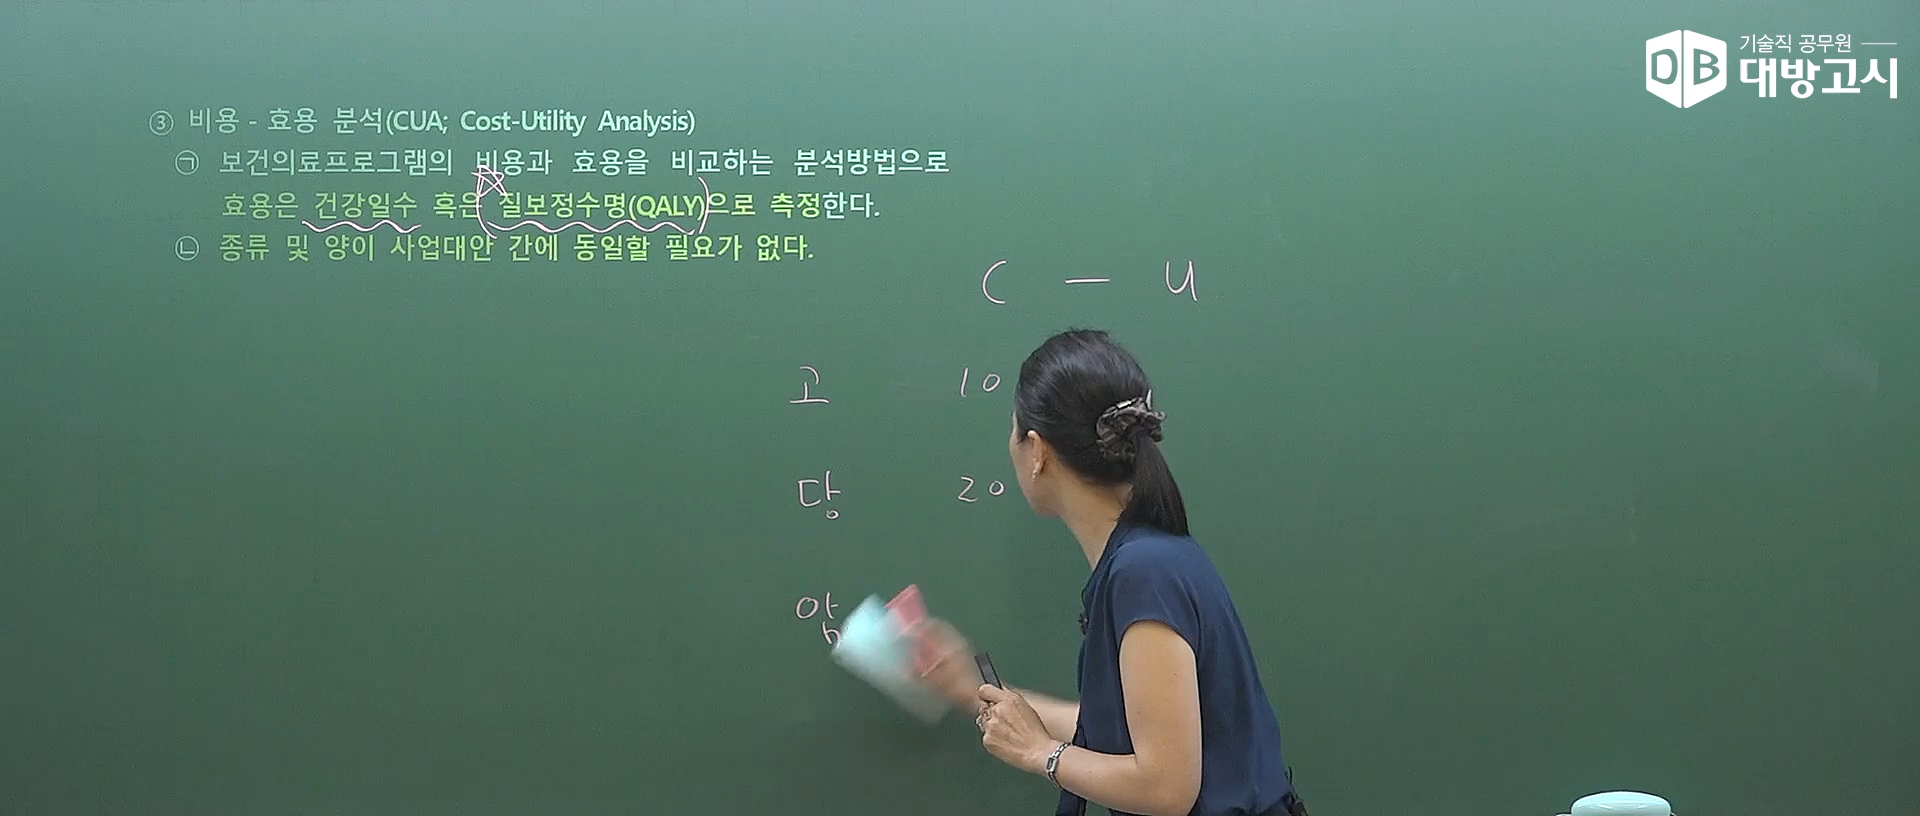 기술직 공무원
DB 대방고시
③ 비용 - 효용 분석(CUA; Cost-Utility Analysis)
㉠ 보건의료프로그램의 비용과 효용을 비교하는 분석방법으로
효용은 건강일수 혹은 질보정수명(QALY)으로 측정한다.
㉡ 종류 및 양이 사업대안 간에 동일할 필요가 없다.
C - U
고 10
당 20
암